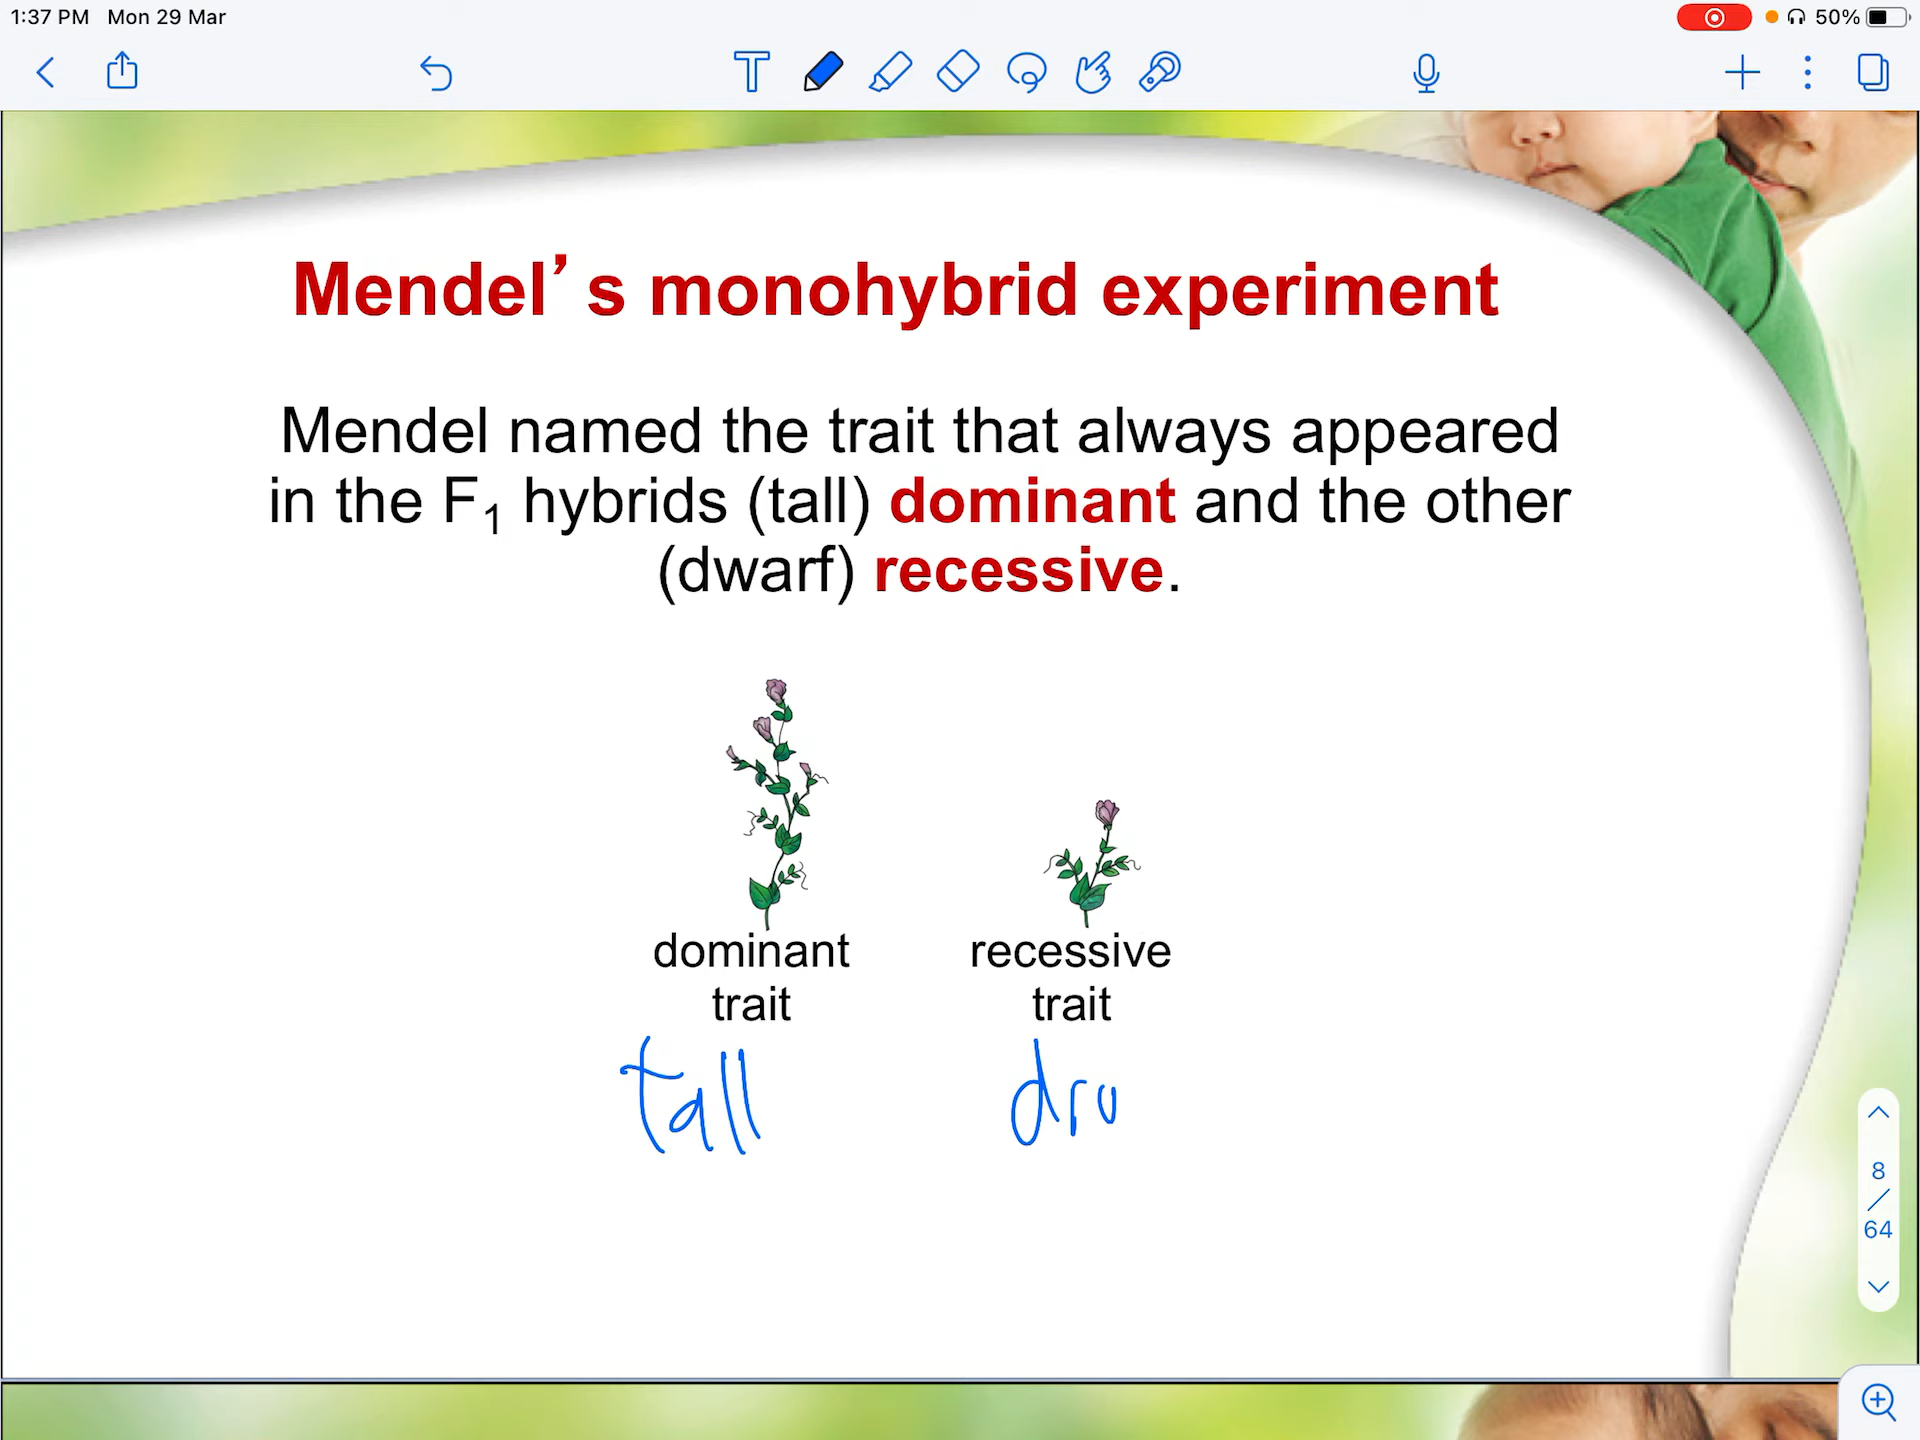 1:37 PM Mon 29 Mar
50%
Mendel's monohybrid experiment
Mendel named the trait that always appeared
in the F1 hybrids (tall) dominant and the other
(dwarf) recessive.
dominant
trait
recessive
trait
tall
dro
8
/
64